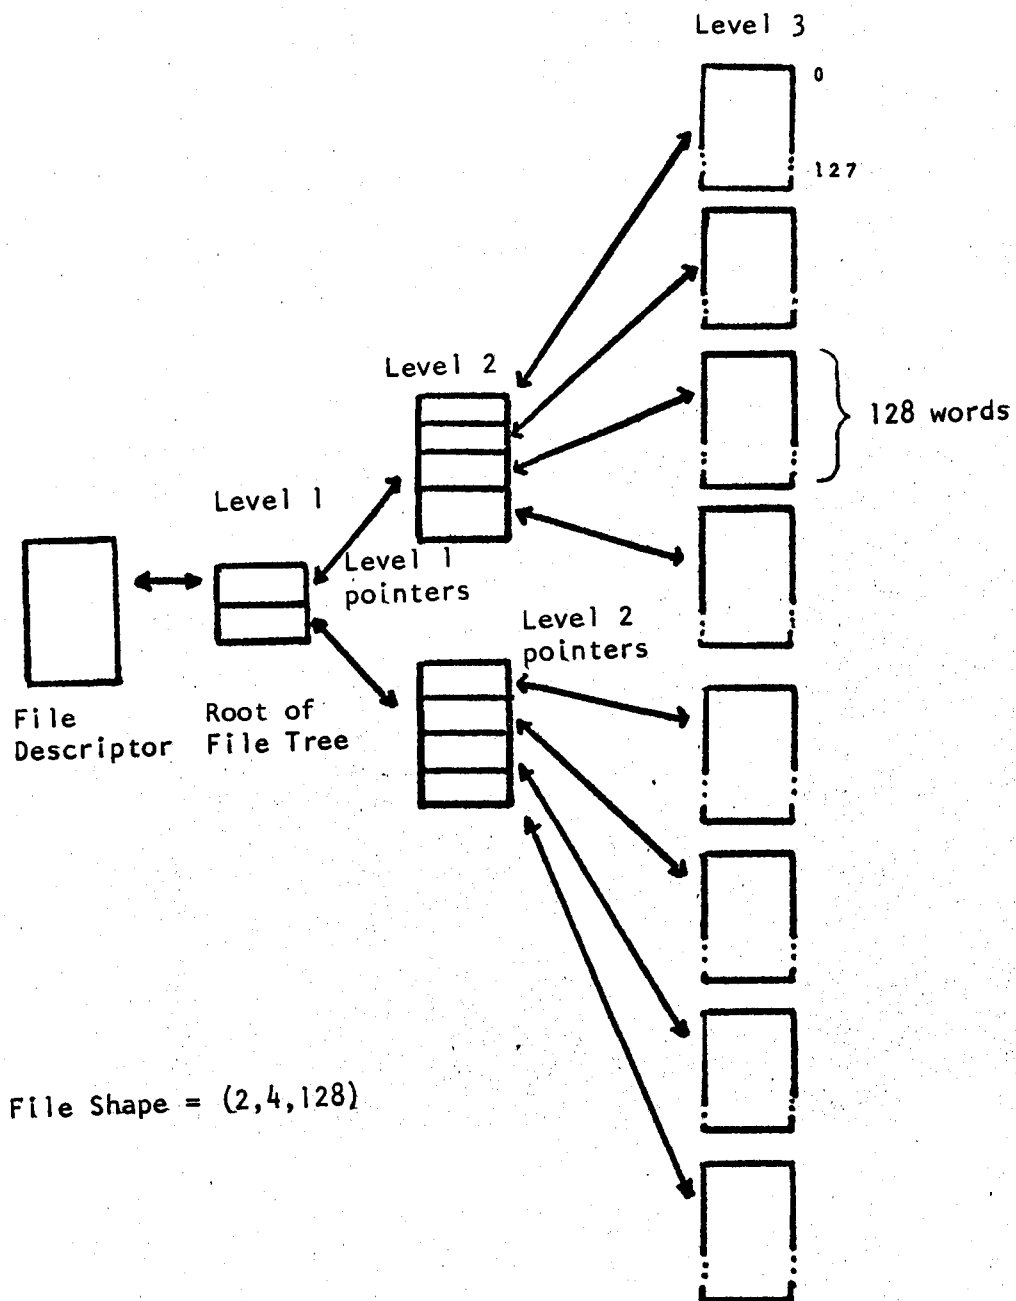 Level 3
0
127
Level 2
128 words
Level 1
Level 1
pointers
Level 2
pointers
File
Descriptor
Root of
File Tree
File Shape = (2,4,128)